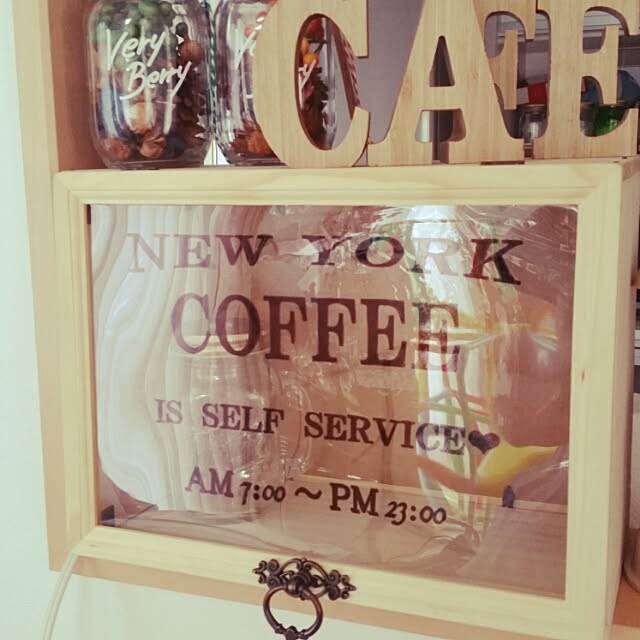 Very
Berry
CAFE
NEW YORK
COFFEE
IS SELF SERVICE♥
AM 7:00 ~ PM 23:00